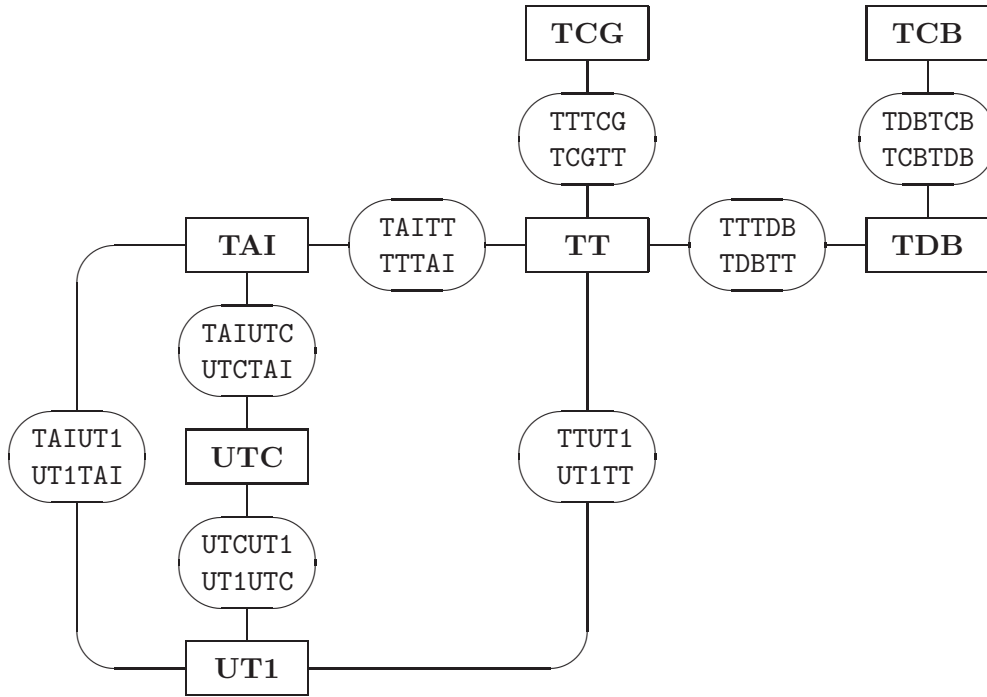 TCG
TCB
TTTCG
TCGTT
TDBTCB
TCBTDB
TAI
TAITT
TTTAI
TT
TTTDB
TDBTT
TDB
TAIUTC
UTCTAI
TAIUT1
UT1TAI
UTC
TTUT1
UT1TT
UTCUT1
UT1UTC
UT1